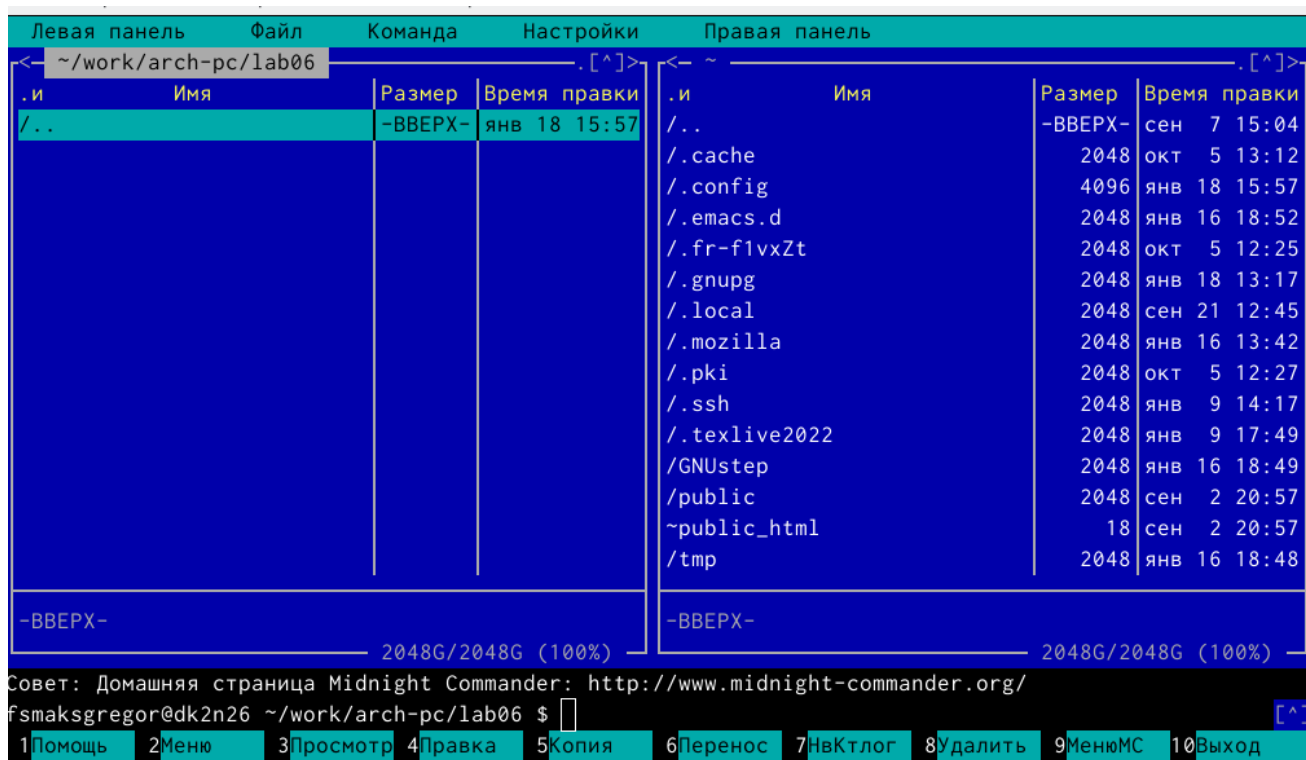 Левая панель Файл Команда Настройки Правая панель
<- ~/work/arch-pc/lab06 .[^]> <- ~ .[^]>
.и Имя Размер Время правки .и Имя Размер Время правки
/.. -ВВЕРХ- янв 18 15:57 /.. -ВВЕРХ- сен 7 15:04
/.cache 2048 окт 5 13:12
/.config 4096 янв 18 15:57
/.emacs.d 2048 янв 16 18:52
/.fr-f1vxZt 2048 окт 5 12:25
/.gnupg 2048 янв 18 13:17
/.local 2048 сен 21 12:45
/.mozilla 2048 янв 16 13:42
/.pki 2048 окт 5 12:27
/.ssh 2048 янв 9 14:17
/.texlive2022 2048 янв 9 17:49
/GNUstep 2048 янв 16 18:49
/public 2048 сен 2 20:57
~public_html 18 сен 2 20:57
/tmp 2048 янв 16 18:48
-ВВЕРХ- -ВВЕРХ-
2048G/2048G (100%) 2048G/2048G (100%)
Совет: Домашняя страница Midnight Commander: http://www.midnight-commander.org/
fsmaksgregor@dk2n26 ~/work/arch-pc/lab06 $ [^]
1Помощь 2Меню 3Просмотр 4Правка 5Копия 6Перенос 7НвКтлог 8Удалить 9МенюMC 10Выход